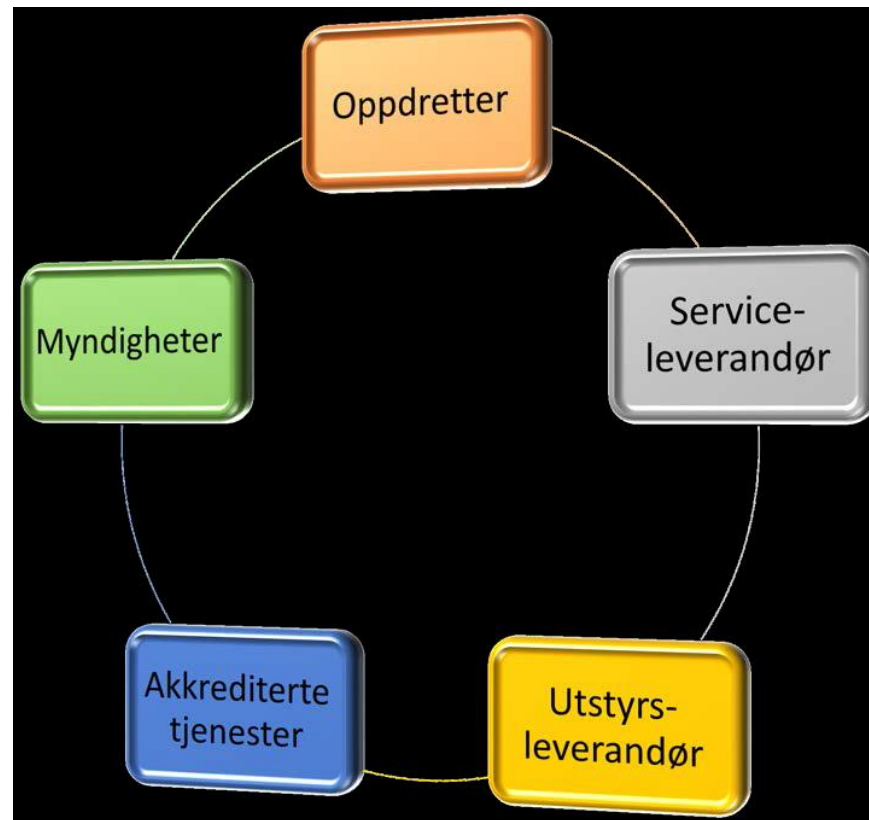 Oppdretter
Service-
leverandør
Utstyrs-
leverandør
Akkrediterte
tjenester
Myndigheter